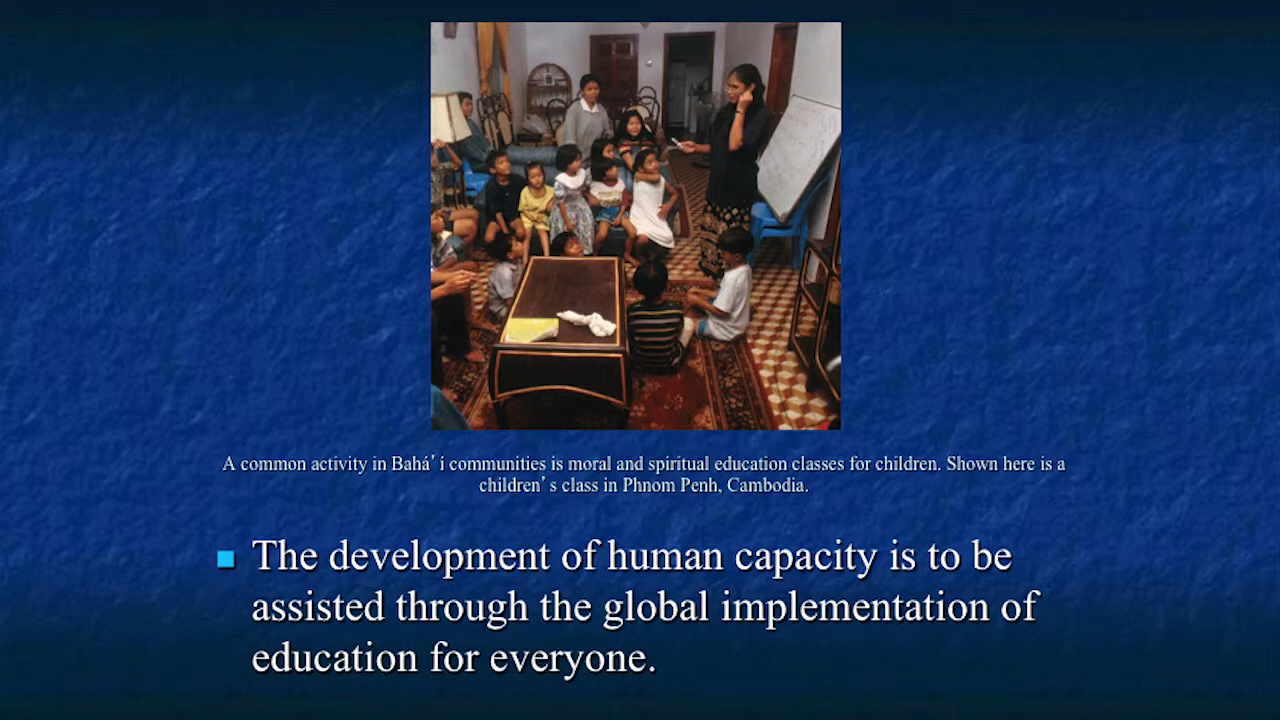 A common activity in Bahá’í communities is moral and spiritual education classes for children. Shown here is a
children’s class in Phnom Penh, Cambodia.
The development of human capacity is to be
assisted through the global implementation of
education for everyone.